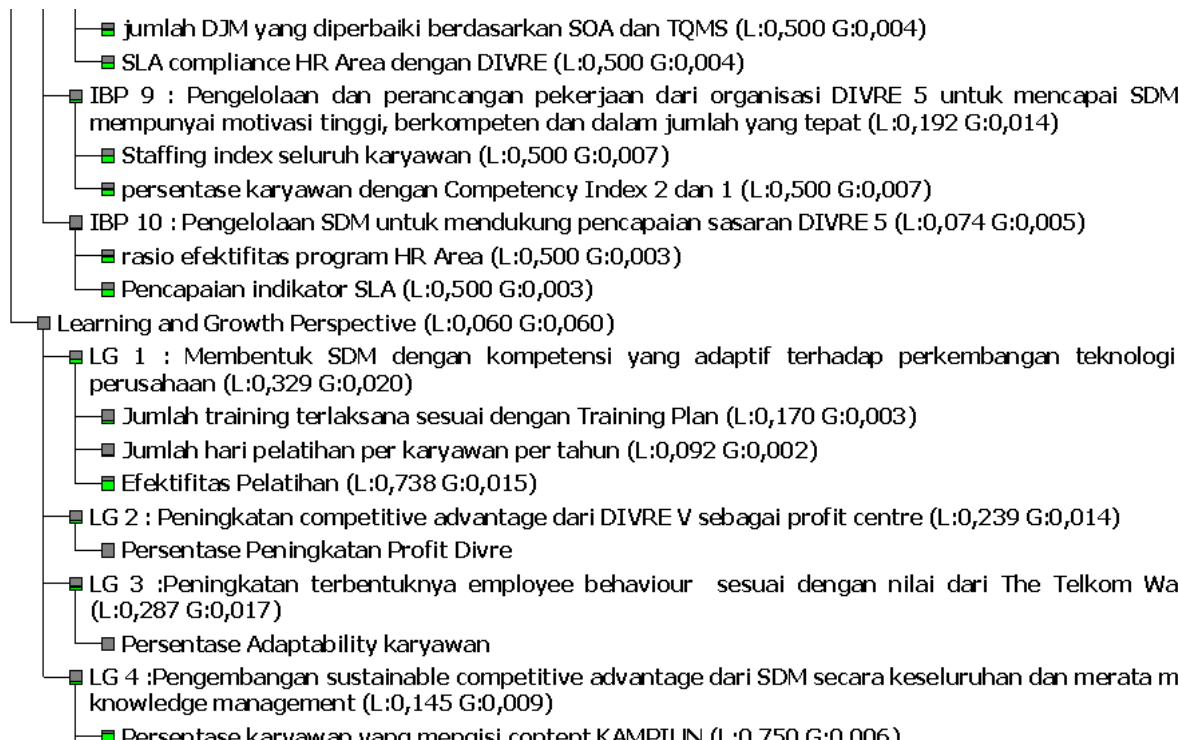 jumlah DJM yang diperbaiki berdasarkan SOA dan TQMS (L:0,500 G:0,004)
SLA compliance HR Area dengan DIVRE (L:0,500 G:0,004)
IBP 9 : Pengelolaan dan perancangan pekerjaan dari organisasi DIVRE 5 untuk mencapai SDM
mempunyai motivasi tinggi, berkompeten dan dalam jumlah yang tepat (L:0,192 G:0,014)
Staffing index seluruh karyawan (L:0,500 G:0,007)
persentase karyawan dengan Competency Index 2 dan 1 (L:0,500 G:0,007)
IBP 10 : Pengelolaan SDM untuk mendukung pencapaian sasaran DIVRE 5 (L:0,074 G:0,005)
rasio efektifitas program HR Area (L:0,500 G:0,003)
Pencapaian indikator SLA (L:0,500 G:0,003)
Learning and Growth Perspective (L:0,060 G:0,060)
LG 1 : Membentuk SDM dengan kompetensi yang adaptif terhadap perkembangan teknologi
perusahaan (L:0,329 G:0,020)
Jumlah training terlaksana sesuai dengan Training Plan (L:0,170 G:0,003)
Jumlah hari pelatihan per karyawan per tahun (L:0,092 G:0,002)
Efektifitas Pelatihan (L:0,738 G:0,015)
LG 2 : Peningkatan competitive advantage dari DIVRE V sebagai profit centre (L:0,239 G:0,014)
Persentase Peningkatan Profit Divre
LG 3 :Peningkatan terbentuknya employee behaviour sesuai dengan nilai dari The Telkom Wa
(L:0,287 G:0,017)
Persentase Adaptability karyawan
LG 4 :Pengembangan sustainable competitive advantage dari SDM secara keseluruhan dan merata m
knowledge management (L:0,145 G:0,009)
Persentase karyawan yang mengisi content KAMPIUN (L:0,750 G:0,006)